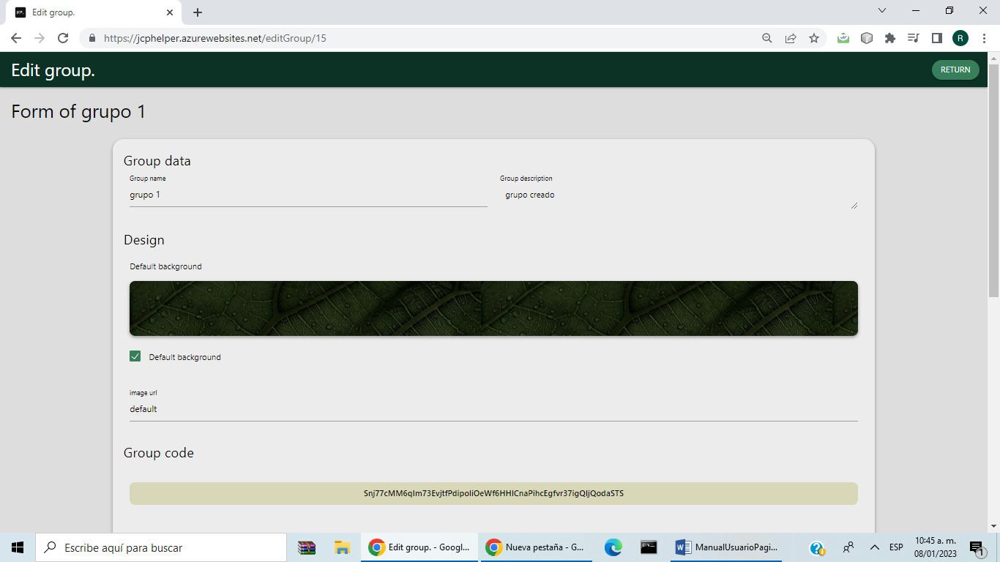 Edit group.
https://jcphelper.azurewebsites.net/editGroup/15
R
Edit group.
RETURN
Form of grupo 1
Group data
Group name
Group description
grupo 1
grupo creado
Design
Default background
Default background
image url
default
Group code
Snj77cMM6qIm73EvjtfPdipoIiOeWf6HHlCnaPihcEgfvr37igQIjQodaSTS
Escribe aquí para buscar
Edit group. - Googl...
Nueva pestaña - G...
ManualUsuarioPagi...
ESP
10:45 a. m.
08/01/2023
1